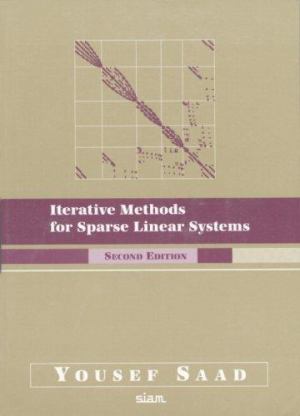 Iterative Methods
for Sparse Linear Systems
SECOND EDITION
YOUSEF SAAD
siam